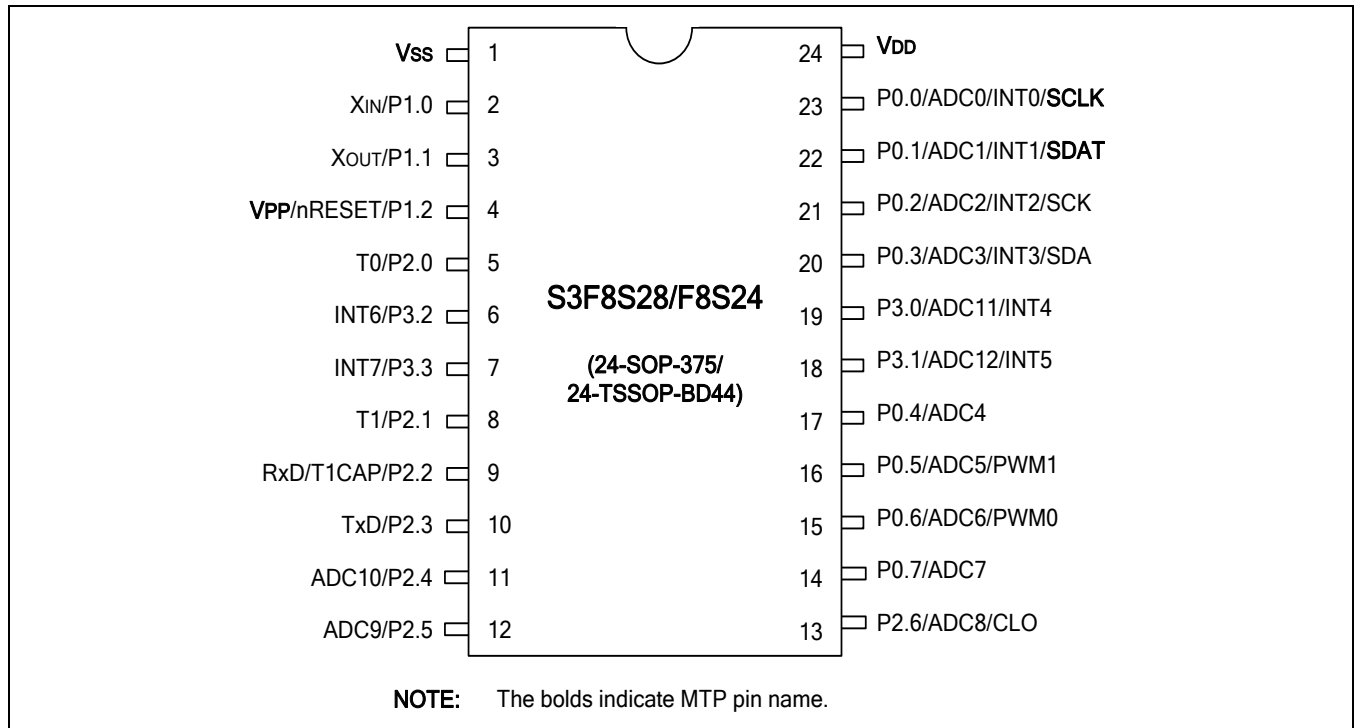 Vss 1 24 VDD
XIN/P1.0 2 23 P0.0/ADC0/INT0/SCLK
XOUT/P1.1 3 22 P0.1/ADC1/INT1/SDAT
VPP/nRESET/P1.2 4 21 P0.2/ADC2/INT2/SCK
T0/P2.0 5 20 P0.3/ADC3/INT3/SDA
S3F8S28/F8S24
INT6/P3.2 6 19 P3.0/ADC11/INT4
INT7/P3.3 7 (24-SOP-375/ 18 P3.1/ADC12/INT5
24-TSSOP-BD44)
T1/P2.1 8 17 P0.4/ADC4
RxD/T1CAP/P2.2 9 16 P0.5/ADC5/PWM1
TxD/P2.3 10 15 P0.6/ADC6/PWM0
ADC10/P2.4 11 14 P0.7/ADC7
ADC9/P2.5 12 13 P2.6/ADC8/CLO
NOTE: The bolds indicate MTP pin name.